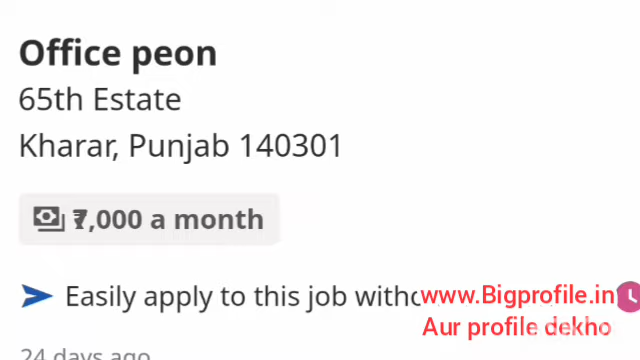 Office peon
65th Estate
Kharar, Punjab 140301
₹7,000 a month
Easily apply to this job witho
www.Bigprofile.in
Aur profile dekho
24 days ago